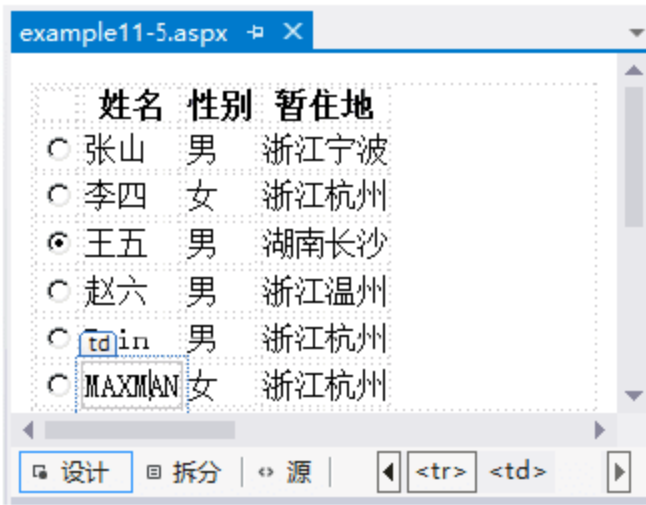 example11-5.aspx
姓名 性别 暂住地
张山 男 浙江宁波
李四 女 浙江杭州
王五 男 湖南长沙
赵六 男 浙江温州
td in 男 浙江杭州
MAXMAN 女 浙江杭州
设计 拆分 源 <tr> <td>